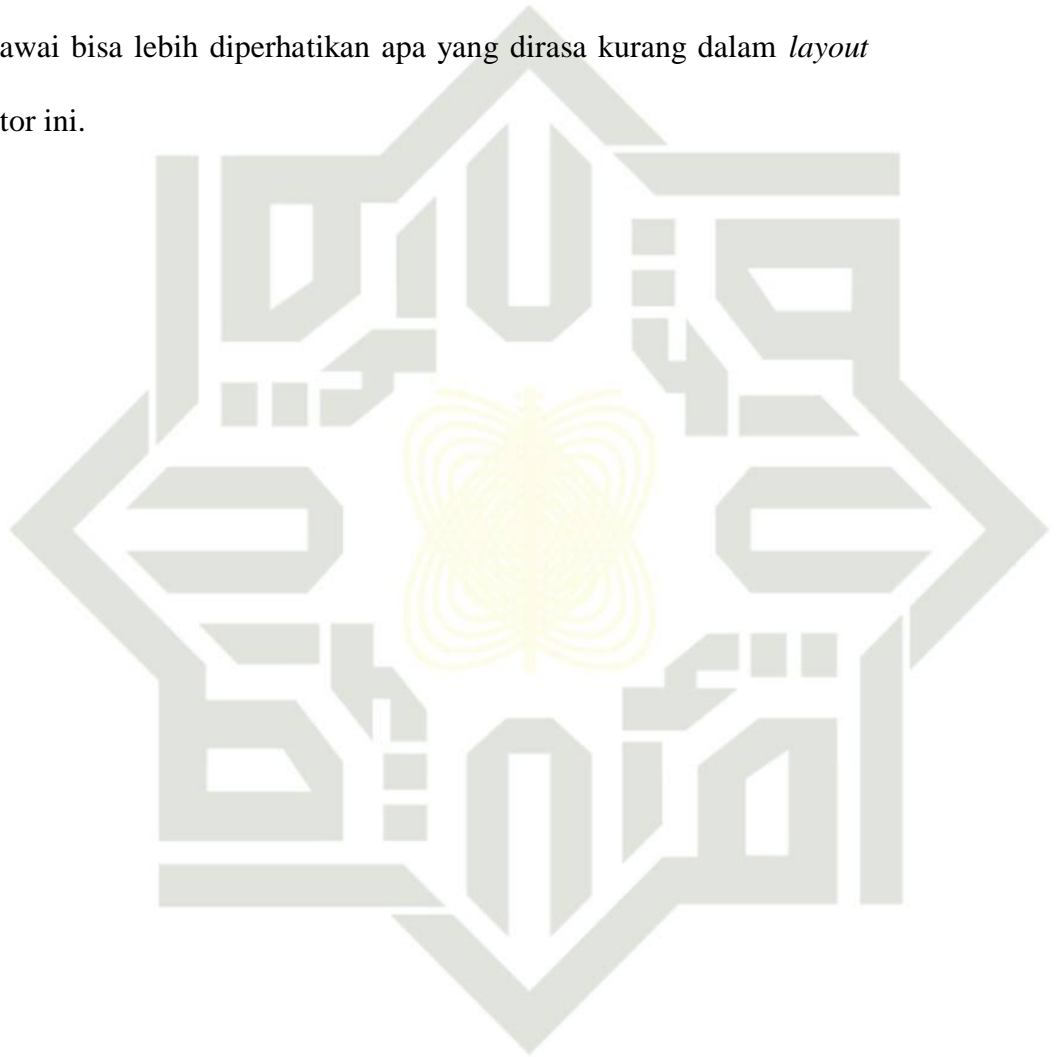 awai bisa lebih diperhatikan apa yang dirasa kurang dalam layout
tor ini.